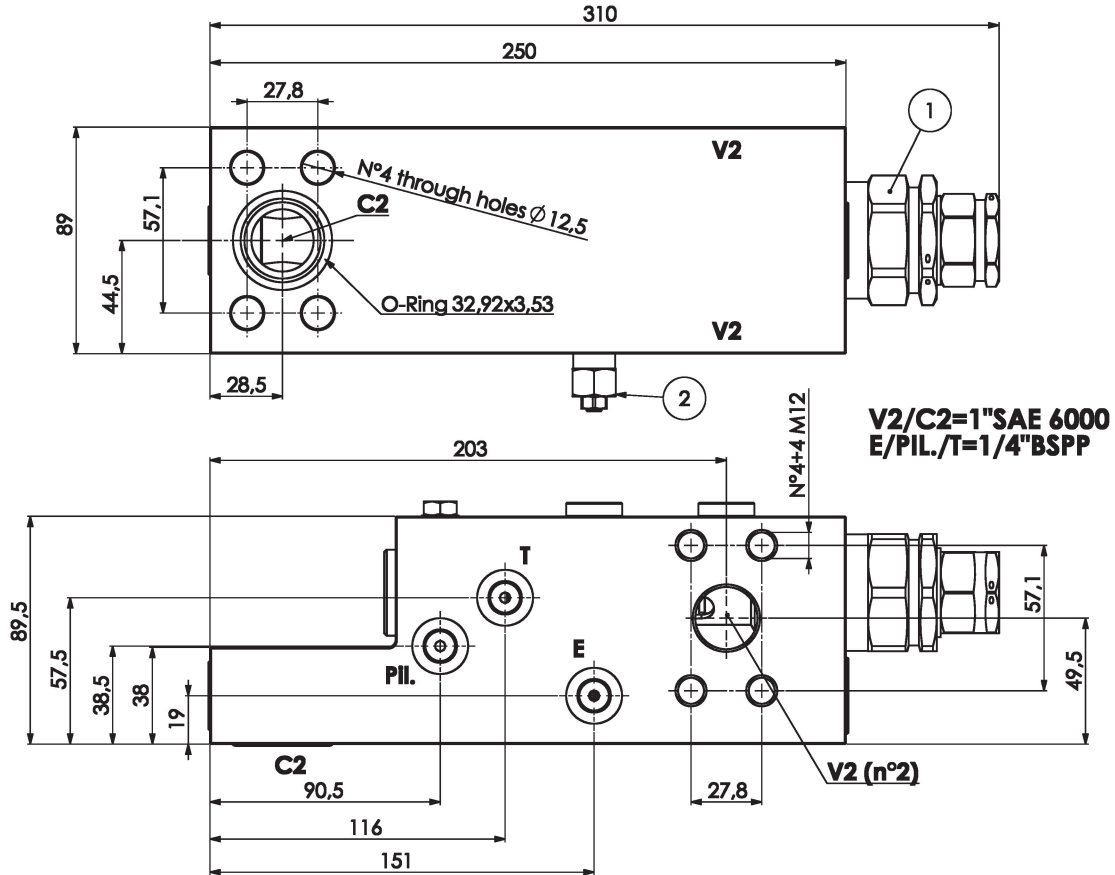 310
250
27,8
1
V2
N°4 through holes Ø 12,5
C2
57,1
89
44,5
O-Ring 32,92x3,53
V2
28,5
2
V2/C2=1"SAE 6000
E/PIL./T=1/4"BSPP
203
N°4+4 M12
T
89,5
57,5
38,5
38
19
Pil.
E
57,1
49,5
C2
V2 (n°2)
90,5
27,8
116
151